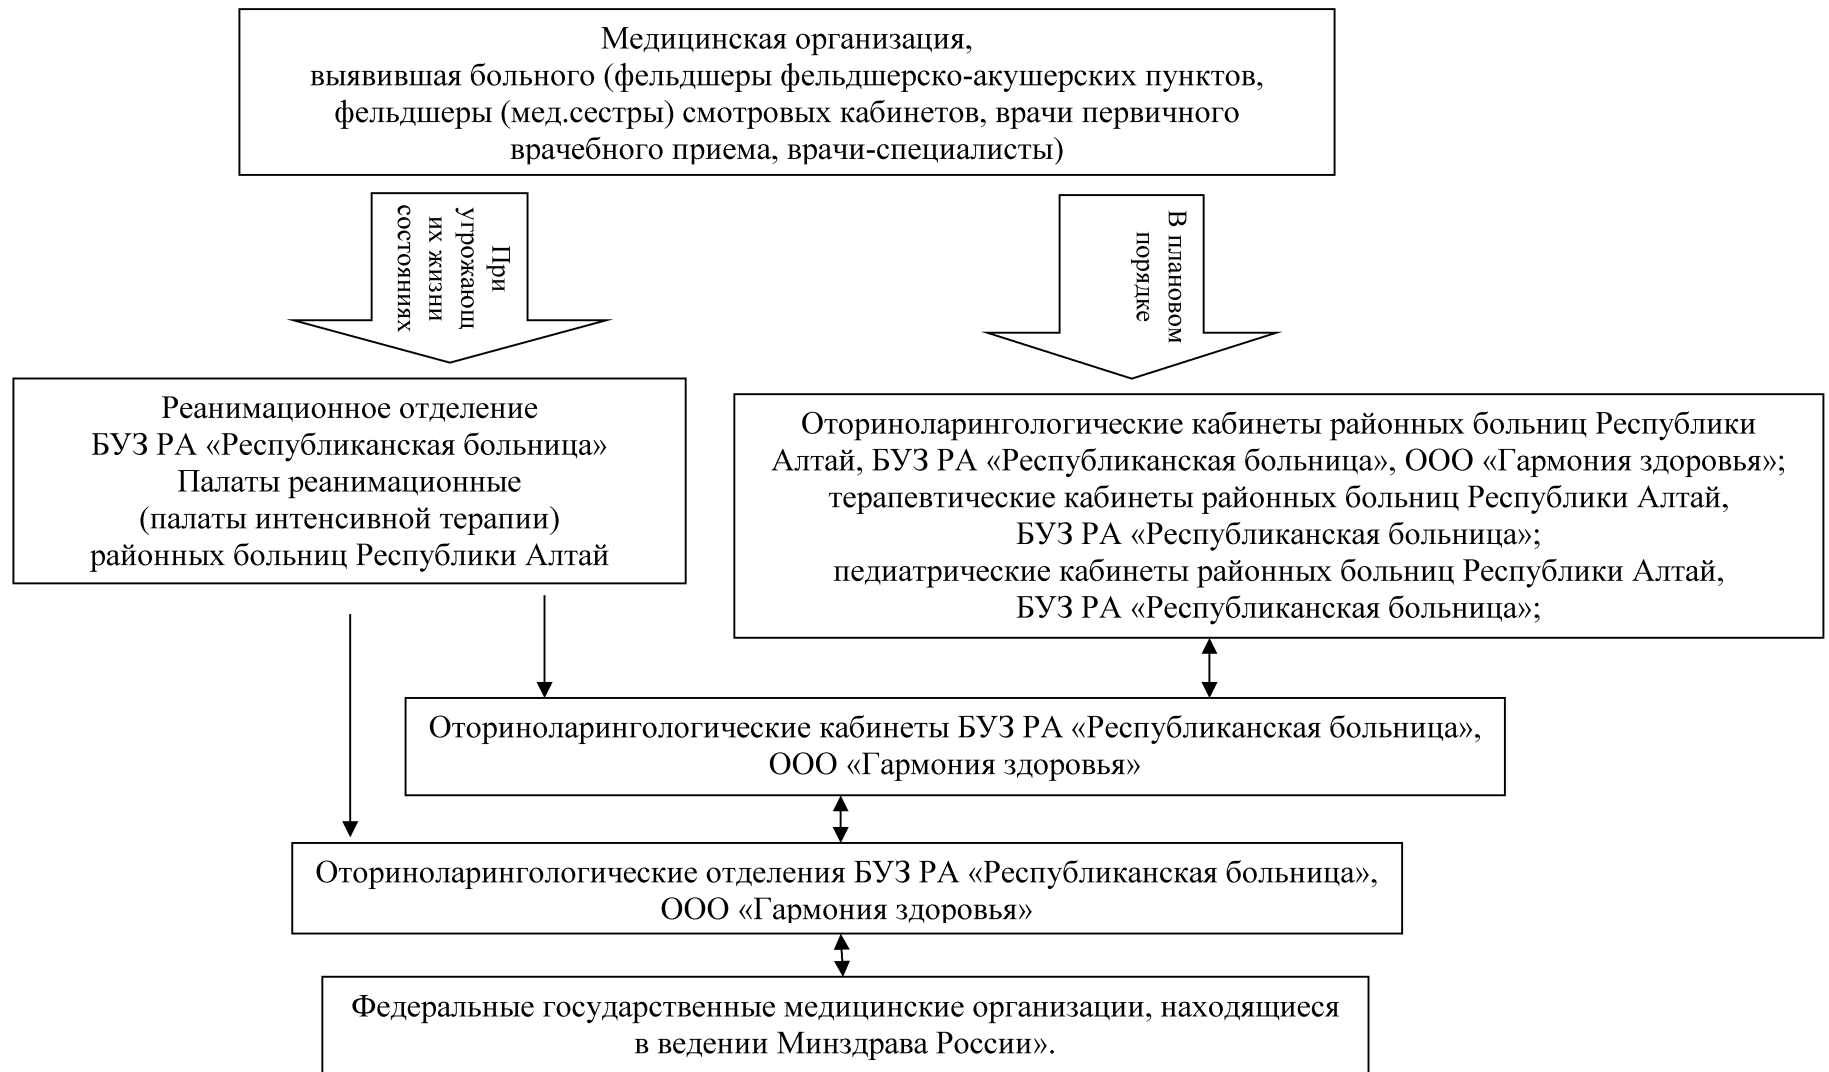 Медицинская организация,
выявившая больного (фельдшеры фельдшерско-акушерских пунктов,
фельдшеры (мед.сестры) смотровых кабинетов, врачи первичного
врачебного приема, врачи-специалисты)
При
угрожающ
их жизни
состояниях
В плановом
порядке
Реанимационное отделение
БУЗ РА «Республиканская больница»
Палаты реанимационные
(палаты интенсивной терапии)
районных больниц Республики Алтай
Оториноларингологические кабинеты районных больниц Республики
Алтай, БУЗ РА «Республиканская больница», ООО «Гармония здоровья»;
терапевтические кабинеты районных больниц Республики Алтай,
БУЗ РА «Республиканская больница»;
педиатрические кабинеты районных больниц Республики Алтай,
БУЗ РА «Республиканская больница»;
Оториноларингологические кабинеты БУЗ РА «Республиканская больница»,
ООО «Гармония здоровья»
Оториноларингологические отделения БУЗ РА «Республиканская больница»,
ООО «Гармония здоровья»
Федеральные государственные медицинские организации, находящиеся
в ведении Минздрава России».